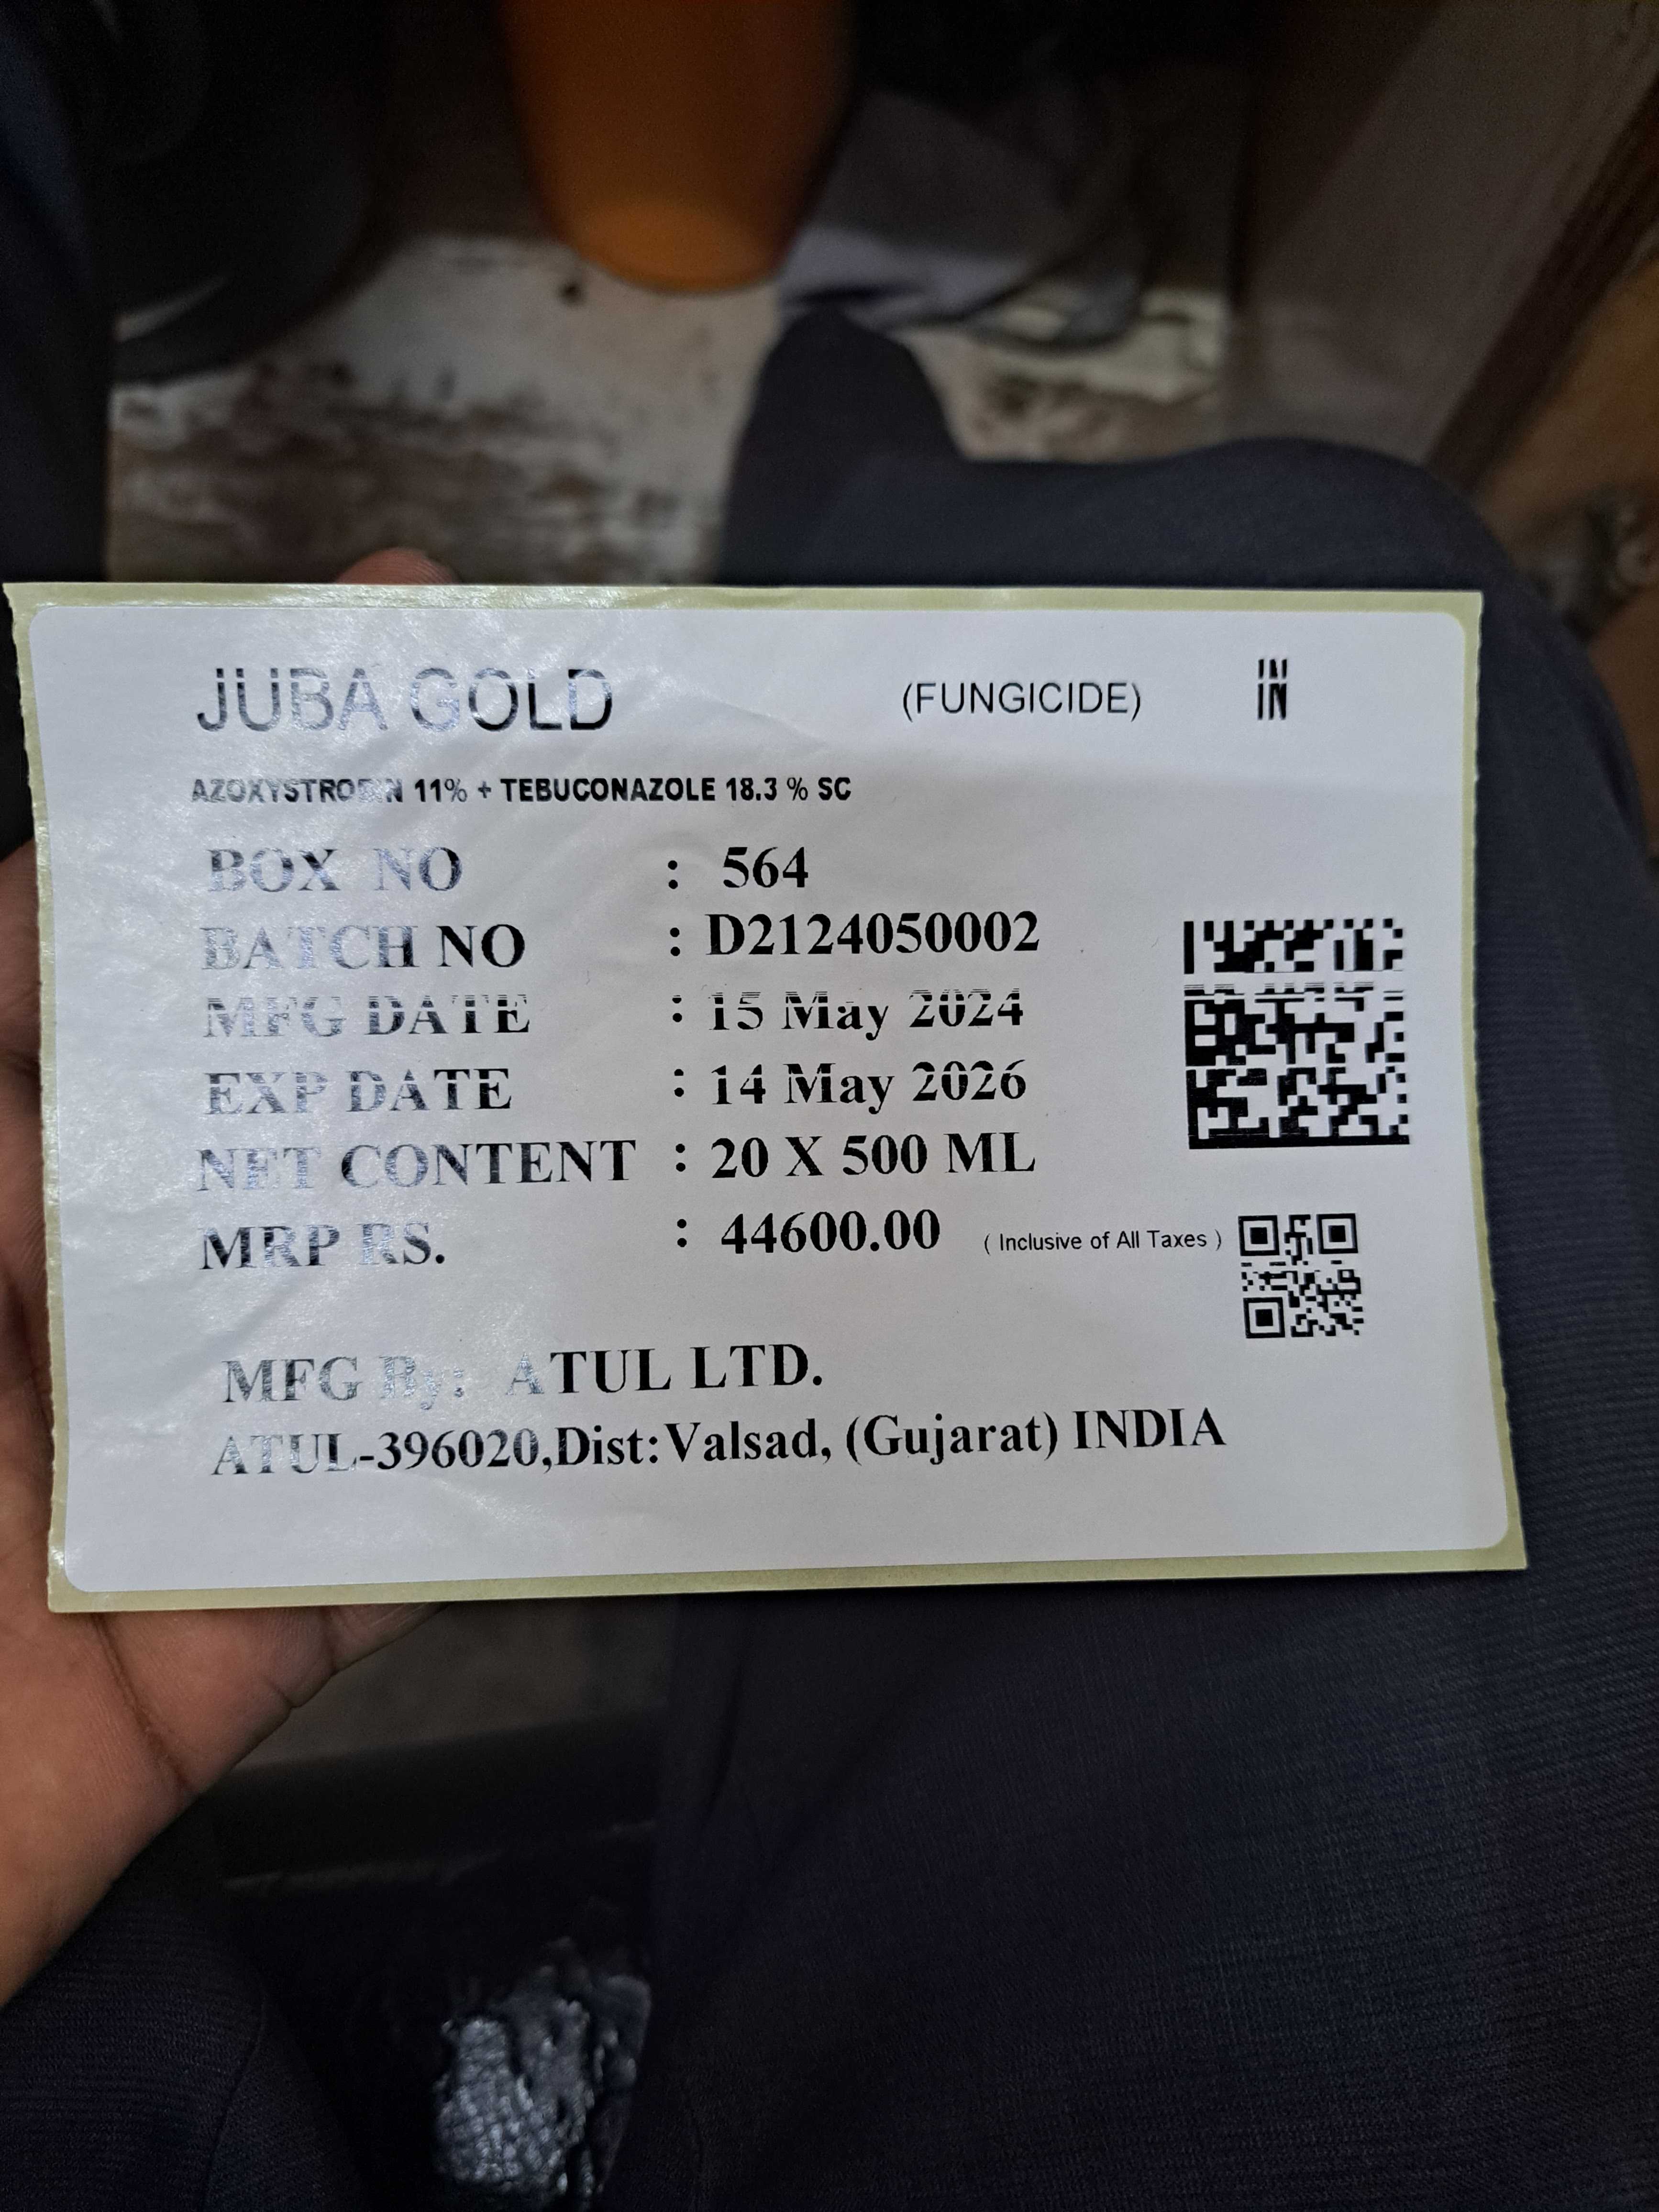 JUBA GOLD (FUNGICIDE) IN
AZOXYSTROBIN 11% + TEBUCONAZOLE 18.3 % SC
BOX NO : 564
BATCH NO : D2124050002
MFG DATE : 15 May 2024
EXP DATE : 14 May 2026
NET CONTENT : 20 X 500 ML
MRP RS. : 44600.00 ( Inclusive of All Taxes )
MFG By: ATUL LTD.
ATUL-396020,Dist:Valsad, (Gujarat) INDIA